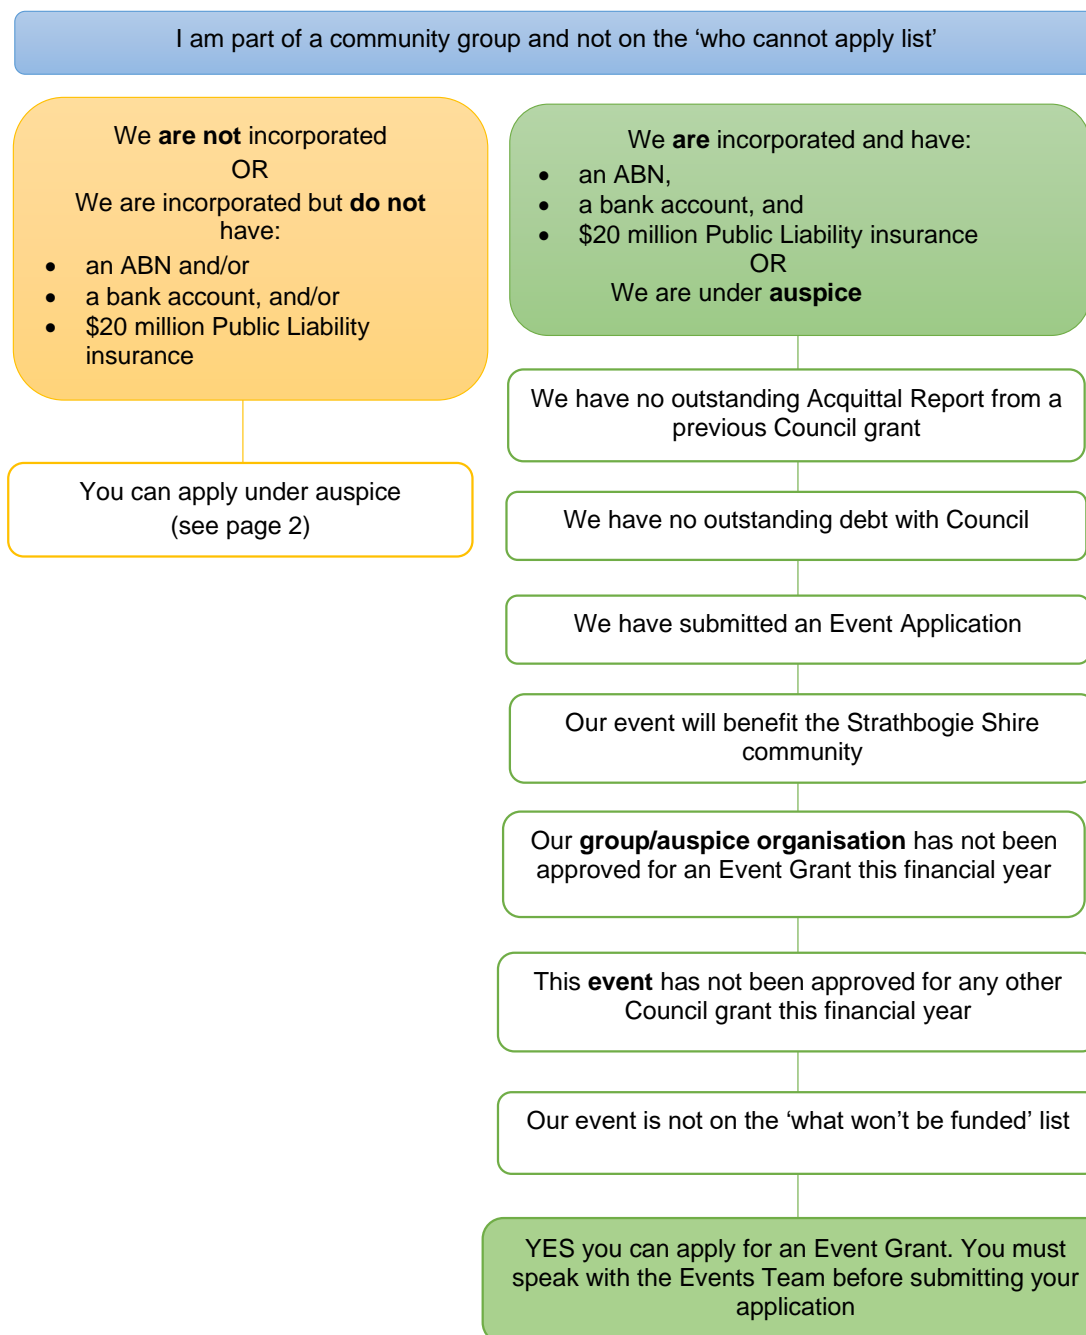 I am part of a community group and not on the ‘who cannot apply list’
We are not incorporated
OR
We are incorporated but do not
have:
• an ABN and/or
• a bank account, and/or
• $20 million Public Liability
insurance
You can apply under auspice
(see page 2)
We are incorporated and have:
• an ABN,
• a bank account, and
• $20 million Public Liability insurance
OR
We are under auspice
We have no outstanding Acquittal Report from a
previous Council grant
We have no outstanding debt with Council
We have submitted an Event Application
Our event will benefit the Strathbogie Shire
community
Our group/auspice organisation has not been
approved for an Event Grant this financial year
This event has not been approved for any other
Council grant this financial year
Our event is not on the ‘what won’t be funded’ list
YES you can apply for an Event Grant. You must
speak with the Events Team before submitting your
application